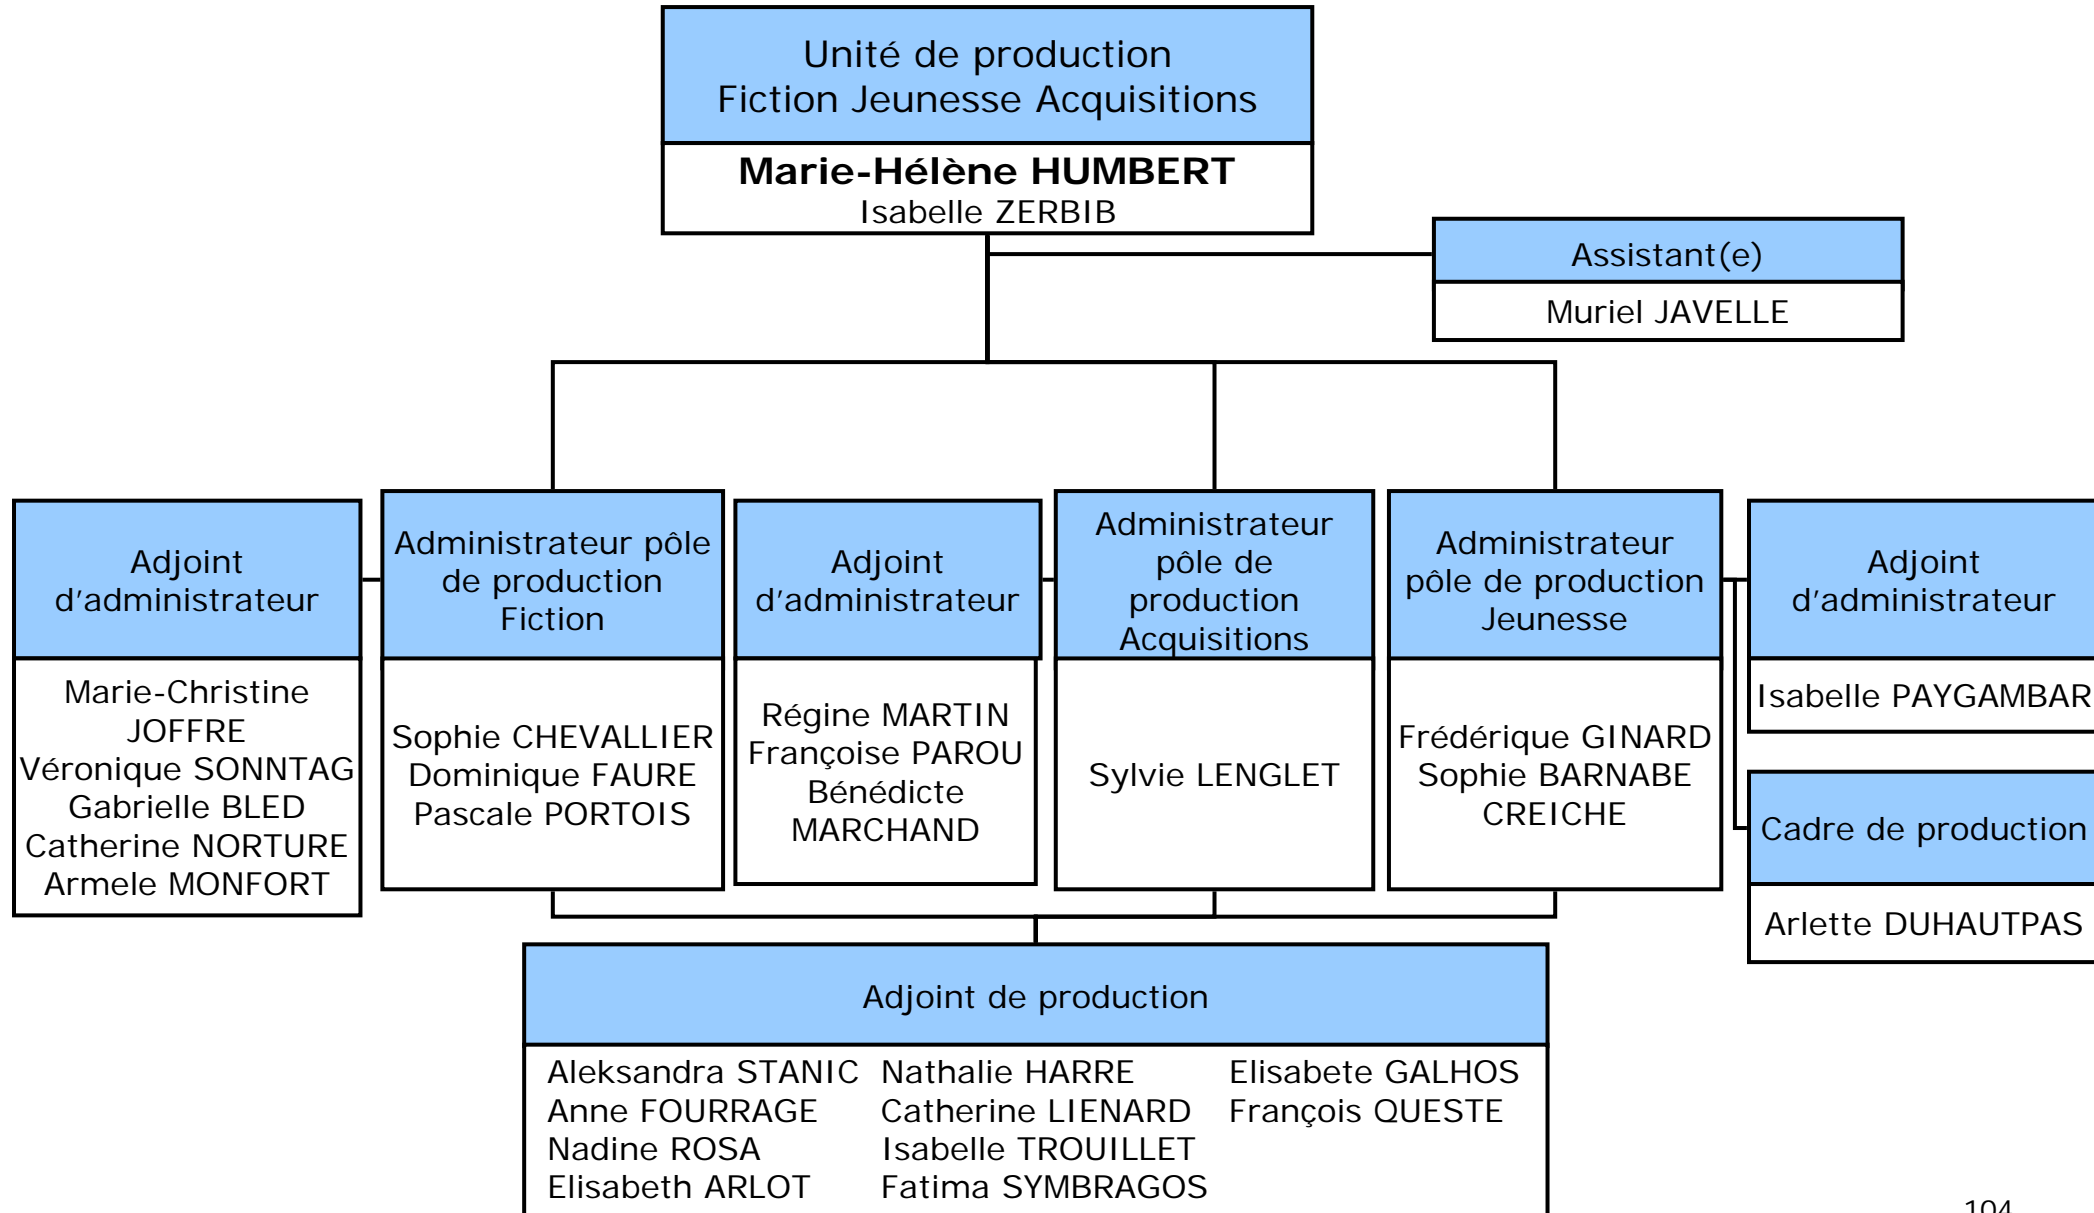 Unité de production
Fiction Jeunesse Acquisitions
Marie-Hélène HUMBERT
Isabelle ZERBIB
Assistant(e)
Muriel JAVELLE
Adjoint
d’administrateur
Marie-Christine
JOFFRE
Véronique SONNTAG
Gabrielle BLED
Catherine NORTURE
Armele MONFORT
Administrateur pôle
de production
Fiction
Sophie CHEVALLIER
Dominique FAURE
Pascale PORTOIS
Adjoint
d’administrateur
Régine MARTIN
Françoise PAROU
Bénédicte
MARCHAND
Administrateur
pôle de
production
Acquisitions
Sylvie LENGLET
Administrateur
pôle de production
Jeunesse
Frédérique GINARD
Sophie BARNABE
CREICHE
Adjoint
d’administrateur
Isabelle PAYGAMBAR
Cadre de production
Arlette DUHAUTPAS
Adjoint de production
Aleksandra STANIC
Anne FOURRAGE
Nadine ROSA
Elisabeth ARLOT
Nathalie HARRE
Catherine LIENARD
Isabelle TROUILLET
Fatima SYMBRAGOS
Elisabete GALHOS
François QUESTE
104